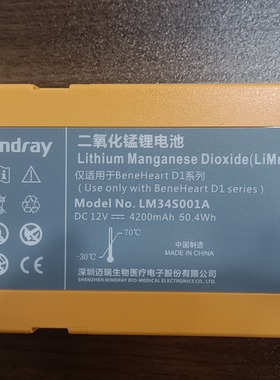 ndray
二氧化锰锂电池
Lithium Manganese Dioxide(LiMn
仅适用于BeneHeart D1系列
( Use only with BeneHeart D1 series )
Model No. LM34S001A
DC 12V 4200mAh 50.4Wh
70°C
-30°C
中国制造
MADE IN CHINA
深圳迈瑞生物医疗电子股份有限公司
SHENZHEN MINDRAY BIO-MEDICAL ELECTRONICS CO.